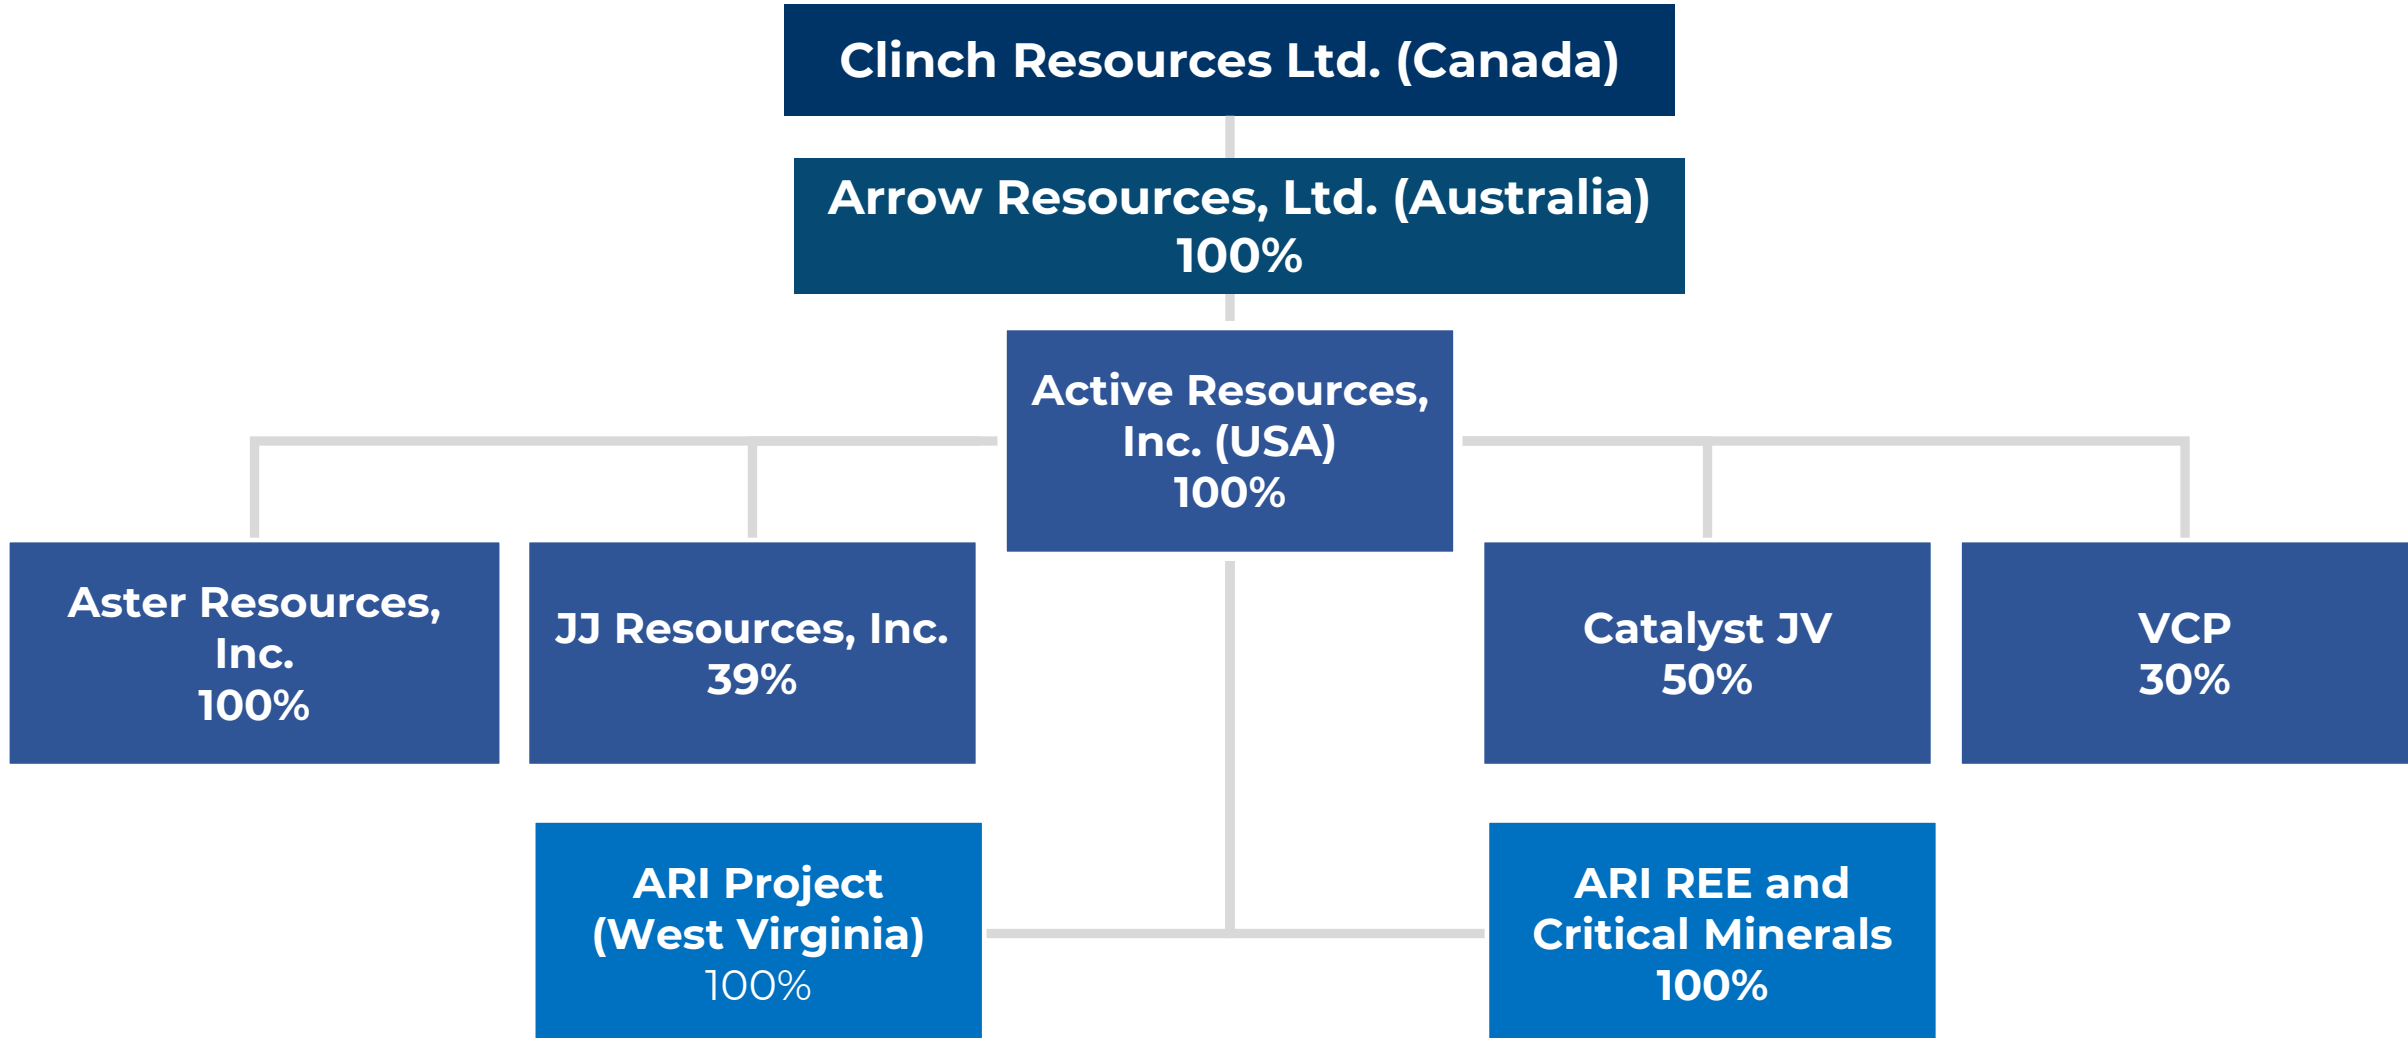 Clinch Resources Ltd. (Canada)
Arrow Resources, Ltd. (Australia)
100%
Active Resources,
Inc. (USA)
100%
Aster Resources,
Inc.
100%
JJ Resources, Inc.
39%
Catalyst JV
50%
VCP
30%
ARI Project
(West Virginia)
100%
ARI REE and
Critical Minerals
100%